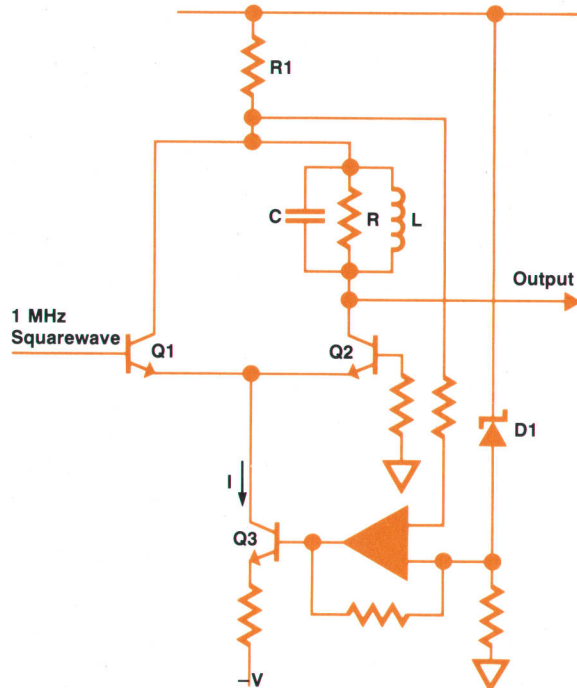 R1
C
R
L
Output
1 MHz
Squarewave
Q1
Q2
D1
I
Q3
–V